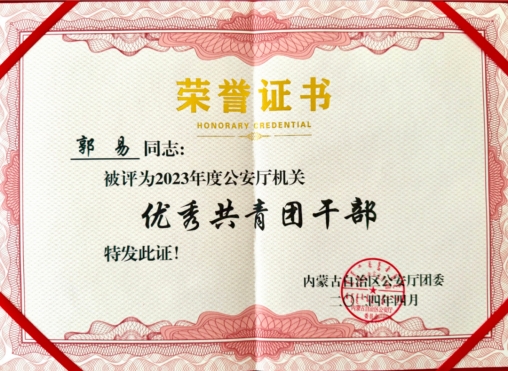 荣誉证书
HONORARY CREDENTIAL
郭 易 同志:
被评为2023年度公安厅机关
优秀共青团干部
特发此证!
内蒙古自治区公安厅团委
二〇二四年四月